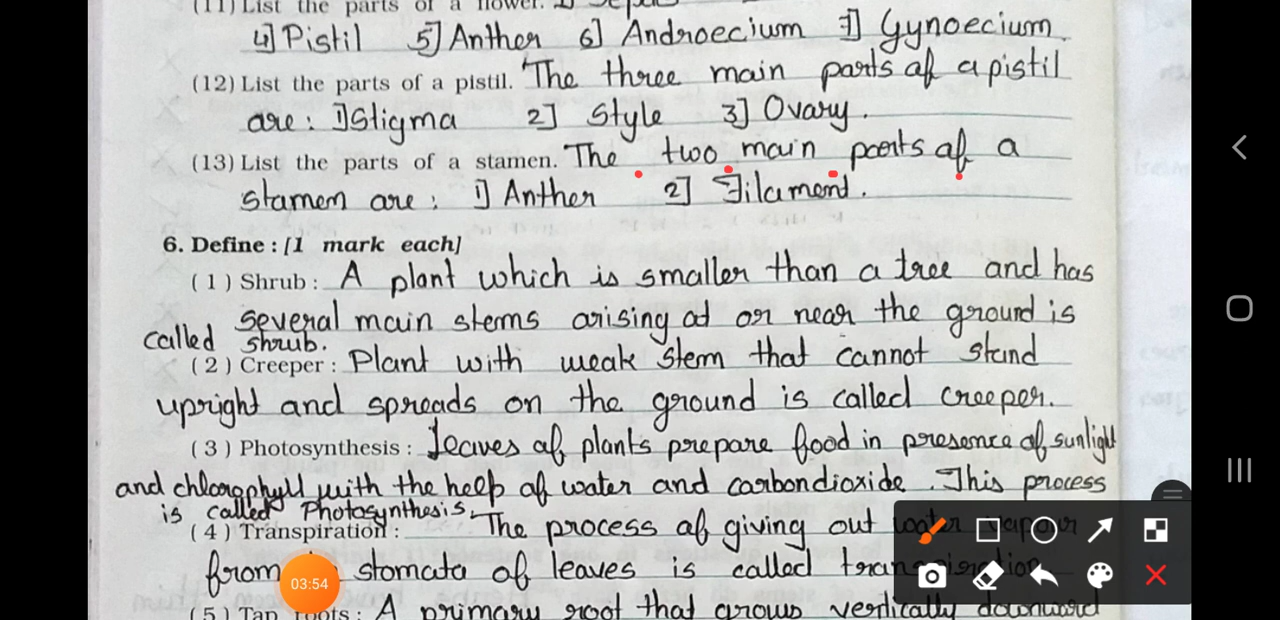 (11) List the parts of a flower.
4] Pistil 5] Anther 6] Androecium 7] Gynoecium.
(12) List the parts of a pistil. The three main parts of a pistil
are : 1] Stigma 2] Style 3] Ovary.
(13) List the parts of a stamen. The two main parts of a
stamen are : 1] Anther 2] Filament.
6. Define : [1 mark each]
(1) Shrub : A plant which is smaller than a tree and has
several main stems arising at or near the ground is
called shrub.
(2) Creeper : Plant with weak stem that cannot stand
upright and spreads on the ground is called creeper.
(3) Photosynthesis : Leaves of plants prepare food in presence of sunlight
and chlorophyll with the help of water and carbondioxide. This process
is called Photosynthesis.
(4) Transpiration : The process of giving out water vapour
from stomata of leaves is called transpiration
03:54
(5) Tap roots : A primary root that grows vertically downward